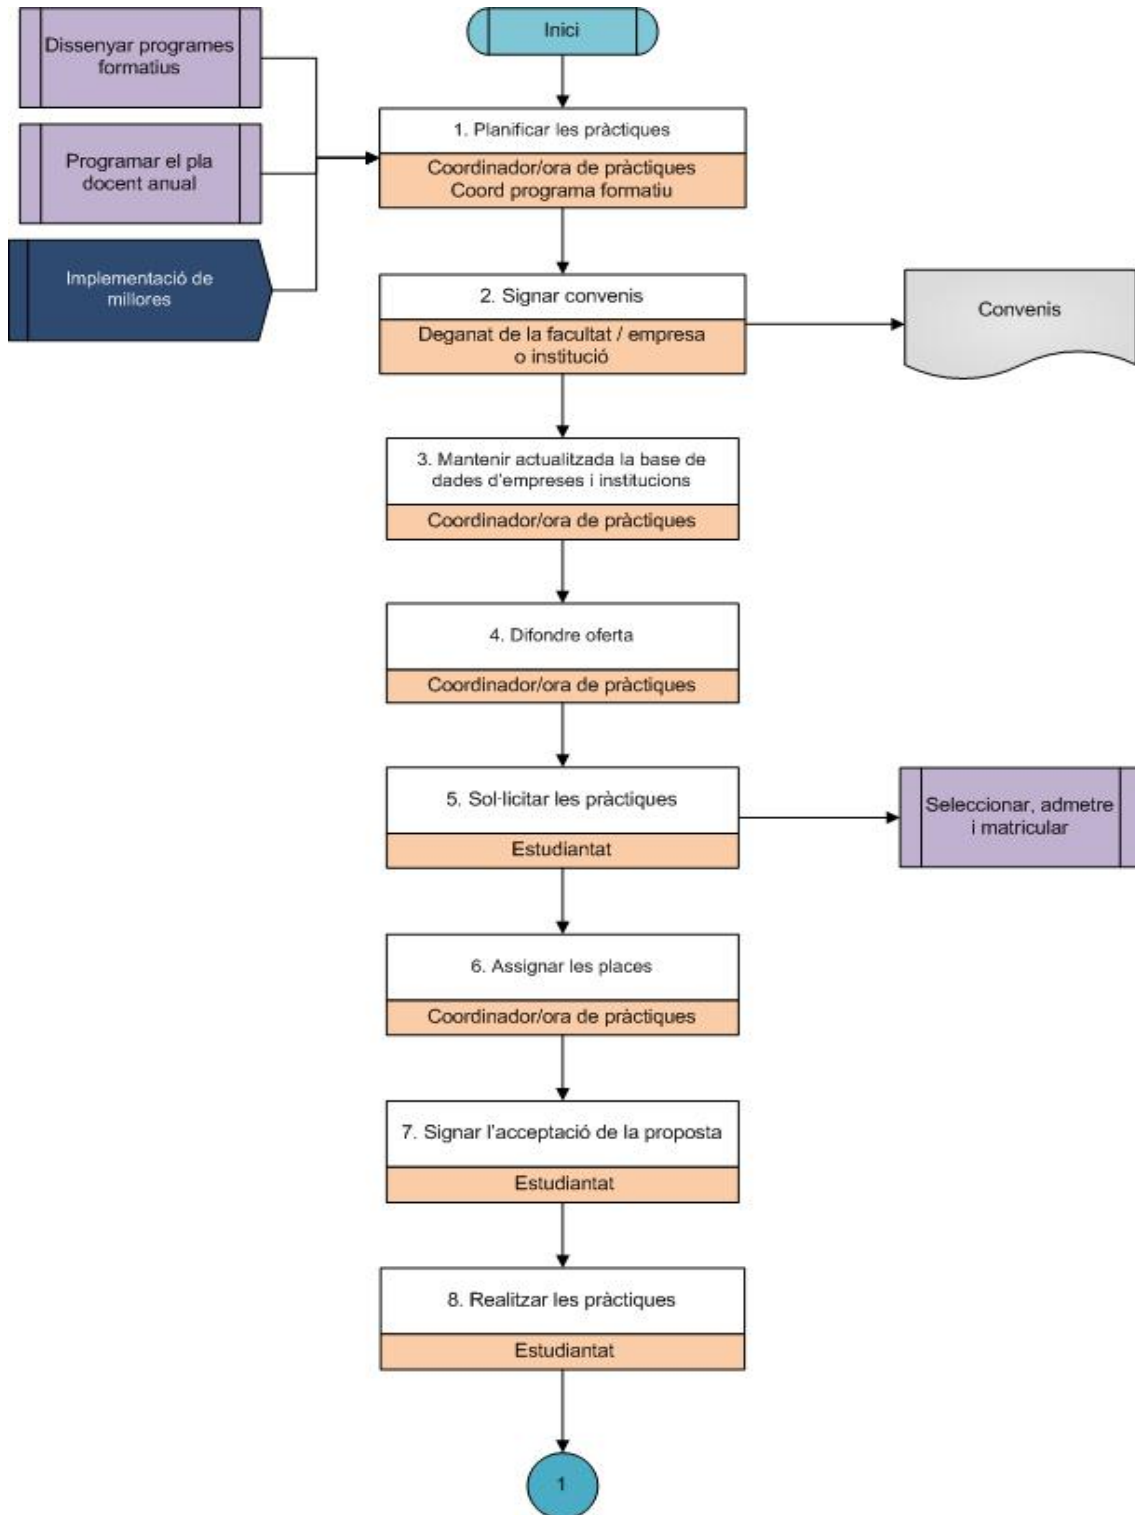 Inici
Dissenyar programes
formatius
Programar el pla
docent anual
Implementació de
millores
1. Planificar les pràctiques
Coordinador/ora de pràctiques
Coord programa formatiu
2. Signar convenis
Deganat de la facultat / empresa
o institució
Convenis
3. Mantenir actualitzada la base de
dades d'empreses i institucions
Coordinador/ora de pràctiques
4. Difondre oferta
Coordinador/ora de pràctiques
5. Sol·licitar les pràctiques
Estudiantat
Seleccionar, admetre
i matricular
6. Assignar les places
Coordinador/ora de pràctiques
7. Signar l'acceptació de la proposta
Estudiantat
8. Realitzar les pràctiques
Estudiantat
1